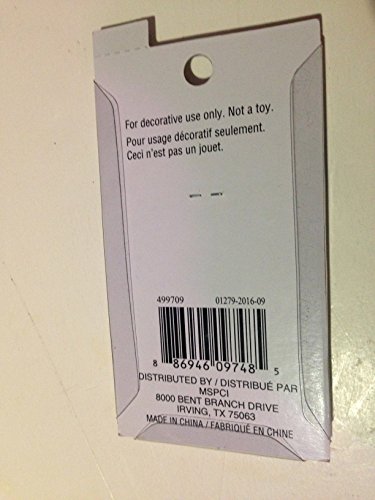 For decorative use only. Not a toy.
Pour usage décoratif seulement.
Ceci n'est pas un jouet.
499709 01279-2016-09
8 86946 09748 5
DISTRIBUTED BY / DISTRIBUÉ PAR
MSPCI
8000 BENT BRANCH DRIVE
IRVING, TX 75063
MADE IN CHINA / FABRIQUÉ EN CHINE